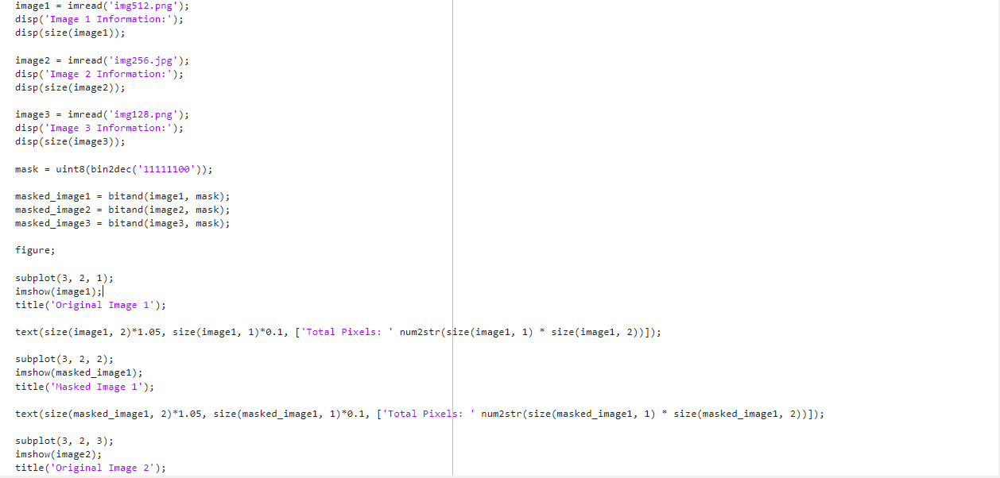 image1 = imread('img512.png');
disp('Image 1 Information:');
disp(size(image1));
image2 = imread('img256.jpg');
disp('Image 2 Information:');
disp(size(image2));
image3 = imread('img128.png');
disp('Image 3 Information:');
disp(size(image3));
mask = uint8(bin2dec('11111100'));
masked_image1 = bitand(image1, mask);
masked_image2 = bitand(image2, mask);
masked_image3 = bitand(image3, mask);
figure;
subplot(3, 2, 1);
imshow(image1);
title('Original Image 1');
text(size(image1, 2)*1.05, size(image1, 1)*0.1, ['Total Pixels: ' num2str(size(image1, 1) * size(image1, 2))]);
subplot(3, 2, 2);
imshow(masked_image1);
title('Masked Image 1');
text(size(masked_image1, 2)*1.05, size(masked_image1, 1)*0.1, ['Total Pixels: ' num2str(size(masked_image1, 1) * size(masked_image1, 2))]);
subplot(3, 2, 3);
imshow(image2);
title('Original Image 2');